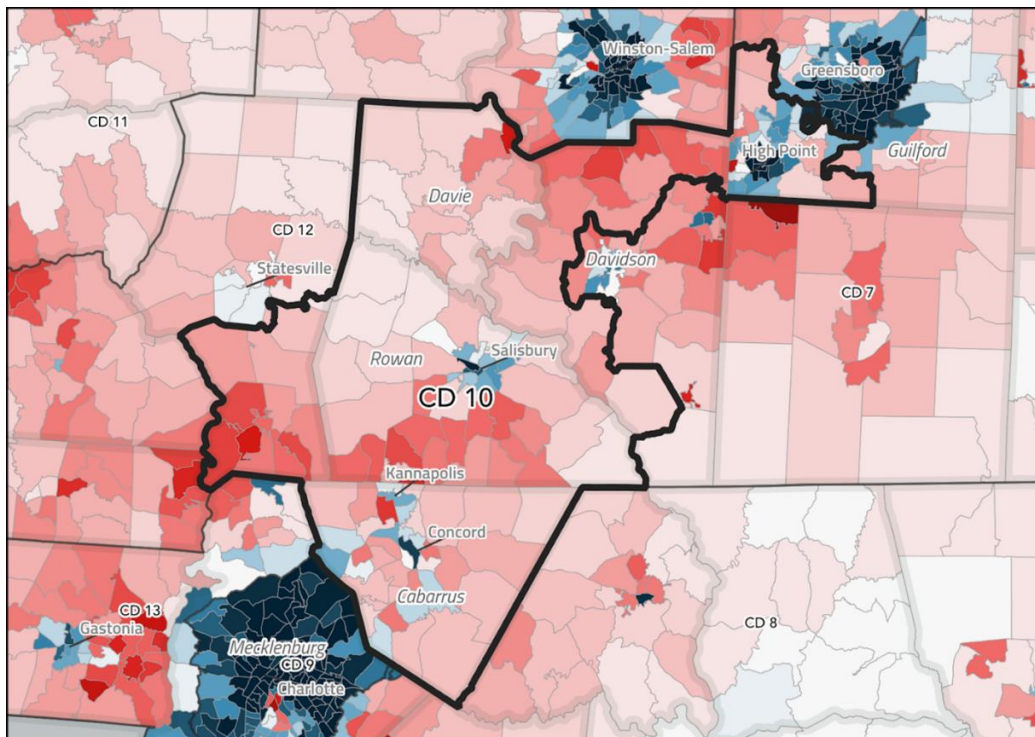 Winston-Salem
Greensboro
CD 11
High Point
Guilford
Davie
CD 12
Statesville
Davidson
CD 7
Rowan
Salisbury
CD 10
Kannapolis
Concord
Cabarrus
CD 13
Gastonia
CD 8
Mecklenburg
CD 9
Charlotte